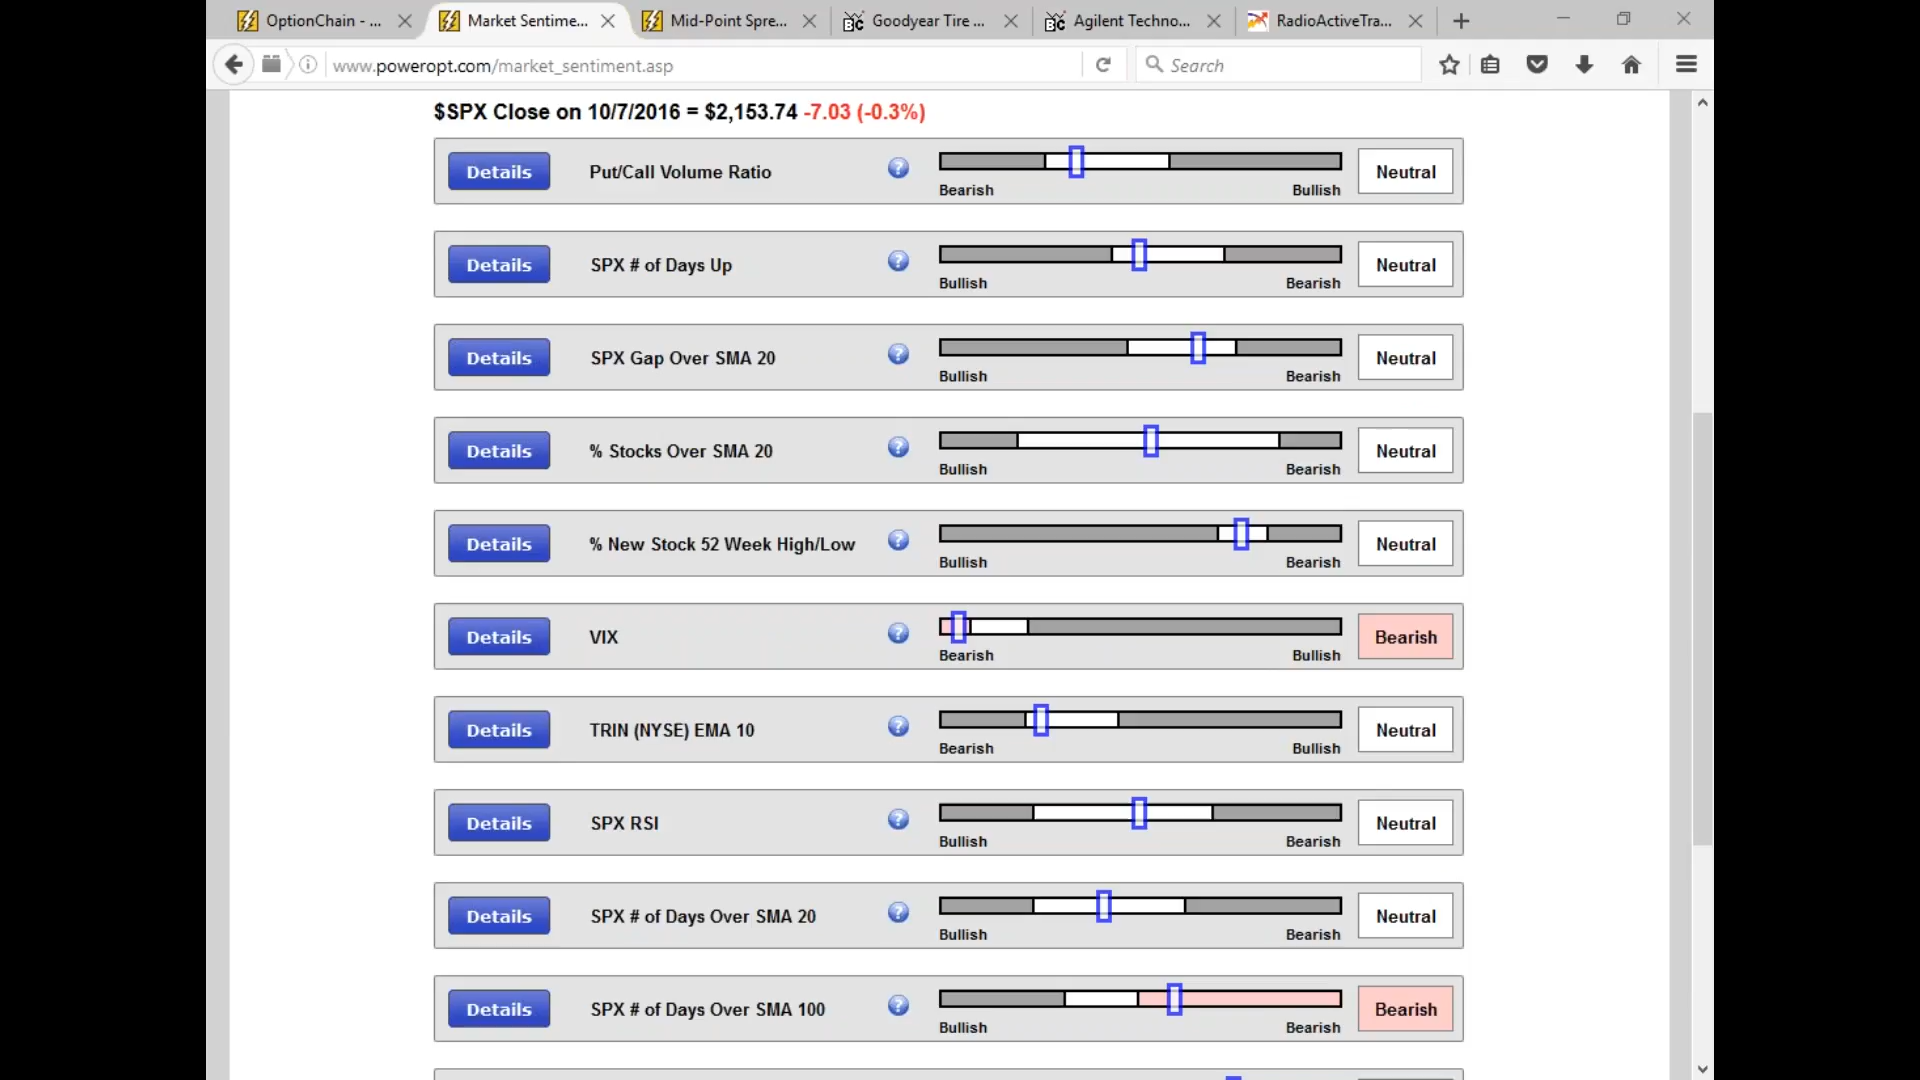 OptionChain - ...
Market Sentime...
Mid-Point Spre...
Goodyear Tire ...
Agilent Techno...
RadioActiveTra...
www.poweropt.com/market_sentiment.asp
Search
$SPX Close on 10/7/2016 = $2,153.74 -7.03 (-0.3%)
Details Put/Call Volume Ratio ? Neutral
Bearish Bullish
Details SPX # of Days Up ? Neutral
Bullish Bearish
Details SPX Gap Over SMA 20 ? Neutral
Bullish Bearish
Details % Stocks Over SMA 20 ? Neutral
Bullish Bearish
Details % New Stock 52 Week High/Low ? Neutral
Bullish Bearish
Details VIX ? Bearish
Bearish Bullish
Details TRIN (NYSE) EMA 10 ? Neutral
Bearish Bullish
Details SPX RSI ? Neutral
Bullish Bearish
Details SPX # of Days Over SMA 20 ? Neutral
Bullish Bearish
Details SPX # of Days Over SMA 100 ? Bearish
Bullish Bearish